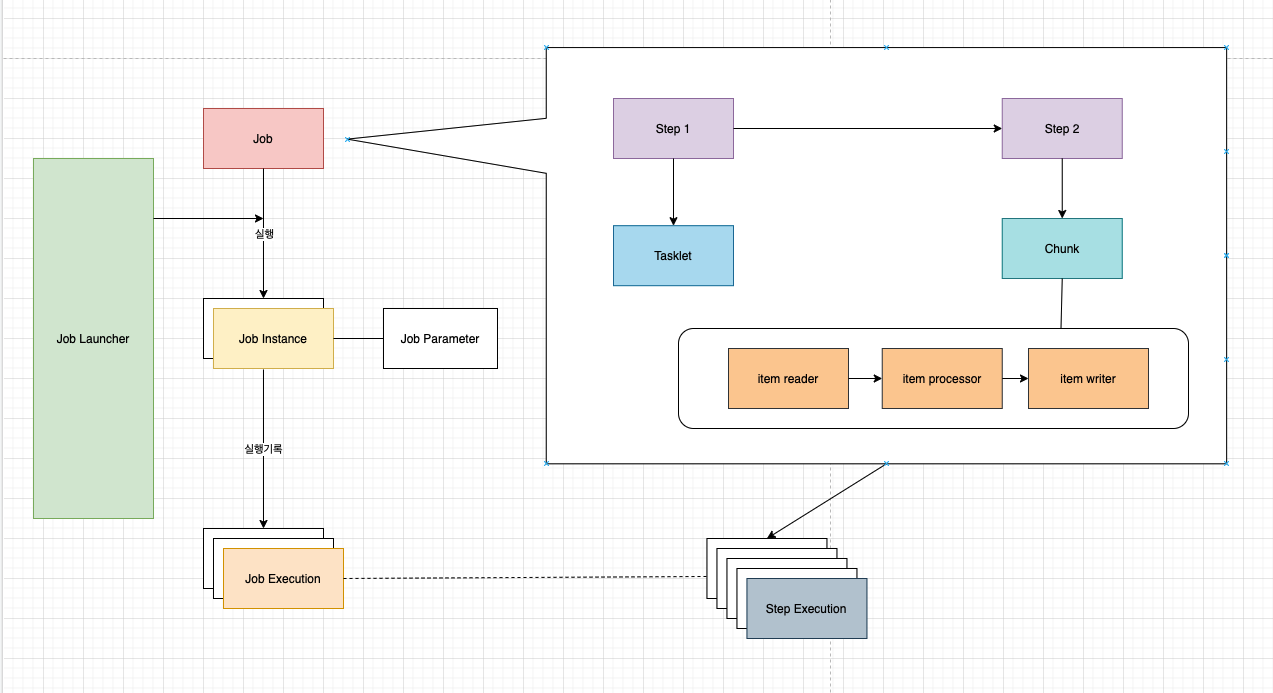 Job
Step 1
Step 2
실행
Tasklet
Chunk
Job Launcher
Job Instance
Job Parameter
item reader
item processor
item writer
실행기록
Job Execution
Step Execution